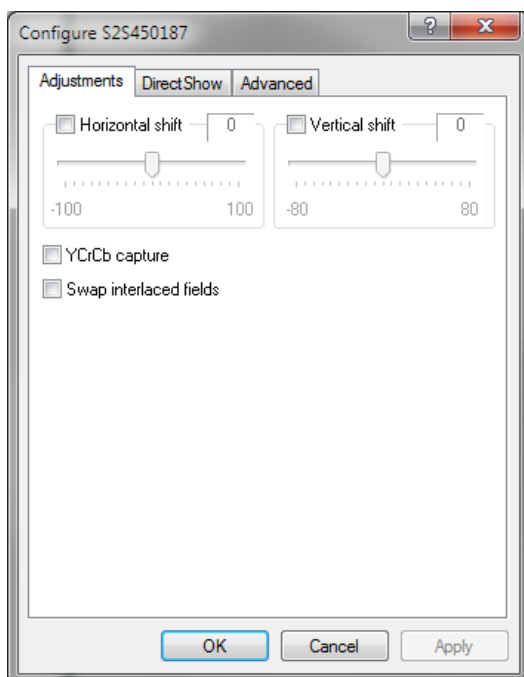 Configure S2S450187
?
X
Adjustments DirectShow Advanced
Horizontal shift 0
Vertical shift 0
-100 100
-80 80
YCrCb capture
Swap interlaced fields
OK Cancel Apply